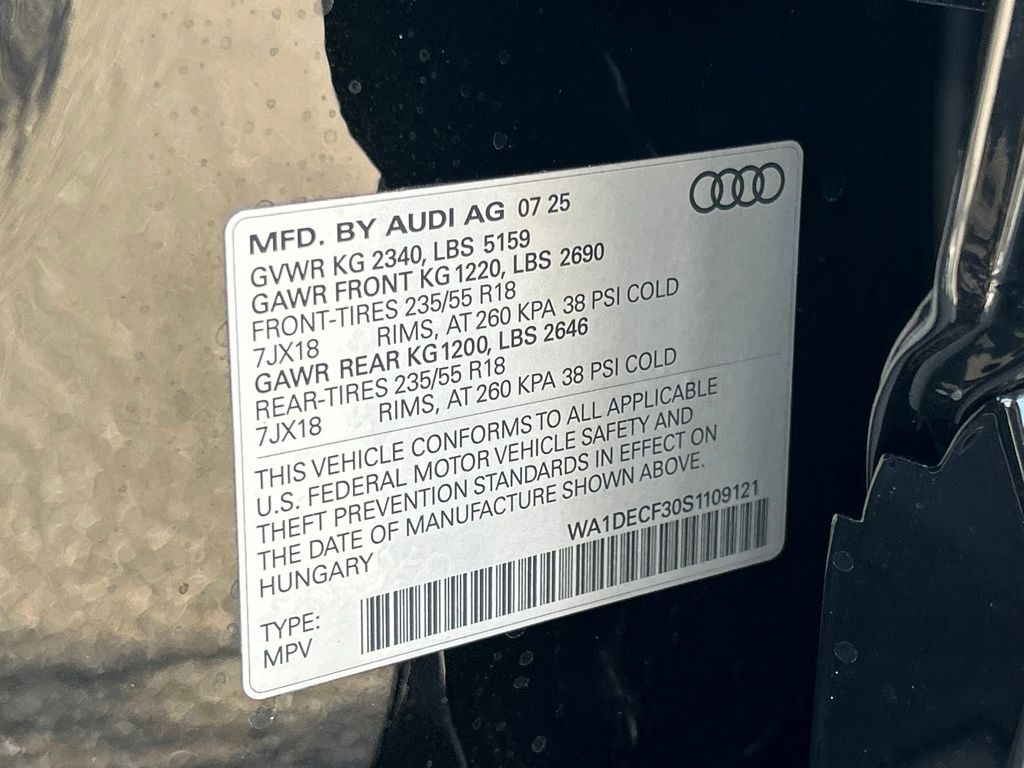 MFD. BY AUDI AG 07 25
GVWR KG 2340, LBS 5159
GAWR FRONT KG 1220, LBS 2690
FRONT-TIRES 235/55 R18
7JX18 RIMS, AT 260 KPA 38 PSI COLD
GAWR REAR KG 1200, LBS 2646
REAR-TIRES 235/55 R18
7JX18 RIMS, AT 260 KPA 38 PSI COLD
THIS VEHICLE CONFORMS TO ALL APPLICABLE
U.S. FEDERAL MOTOR VEHICLE SAFETY AND
THEFT PREVENTION STANDARDS IN EFFECT ON
THE DATE OF MANUFACTURE SHOWN ABOVE.
HUNGARY WA1DECF30S1109121
TYPE:
MPV